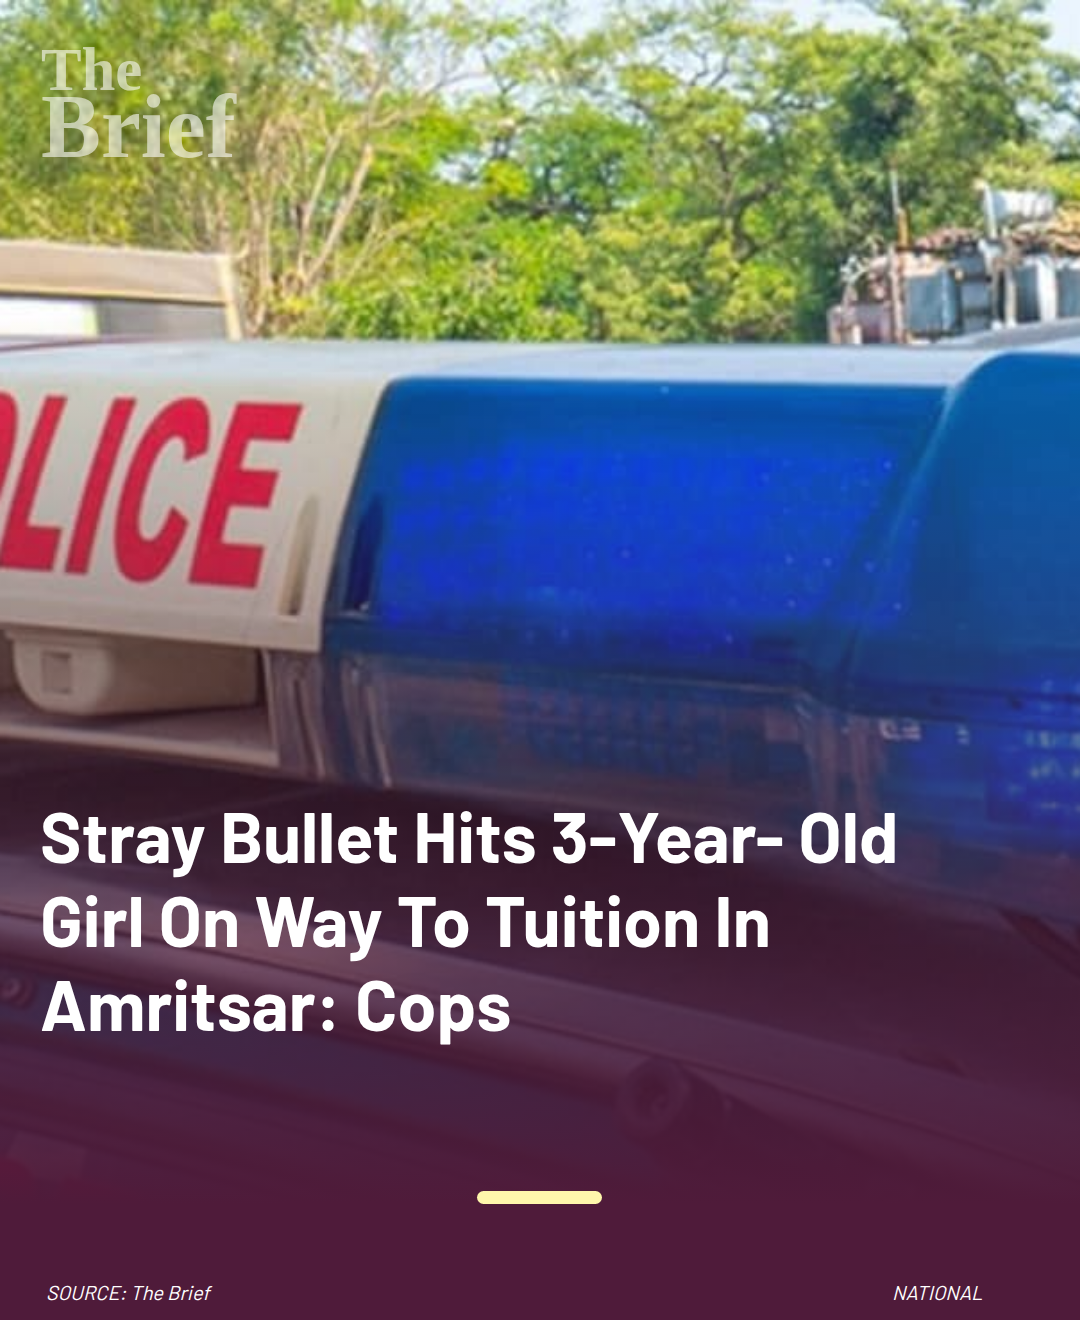 The
Brief
OLICE
Stray Bullet Hits 3-Year- Old
Girl On Way To Tuition In
Amritsar: Cops
SOURCE: The Brief
NATIONAL